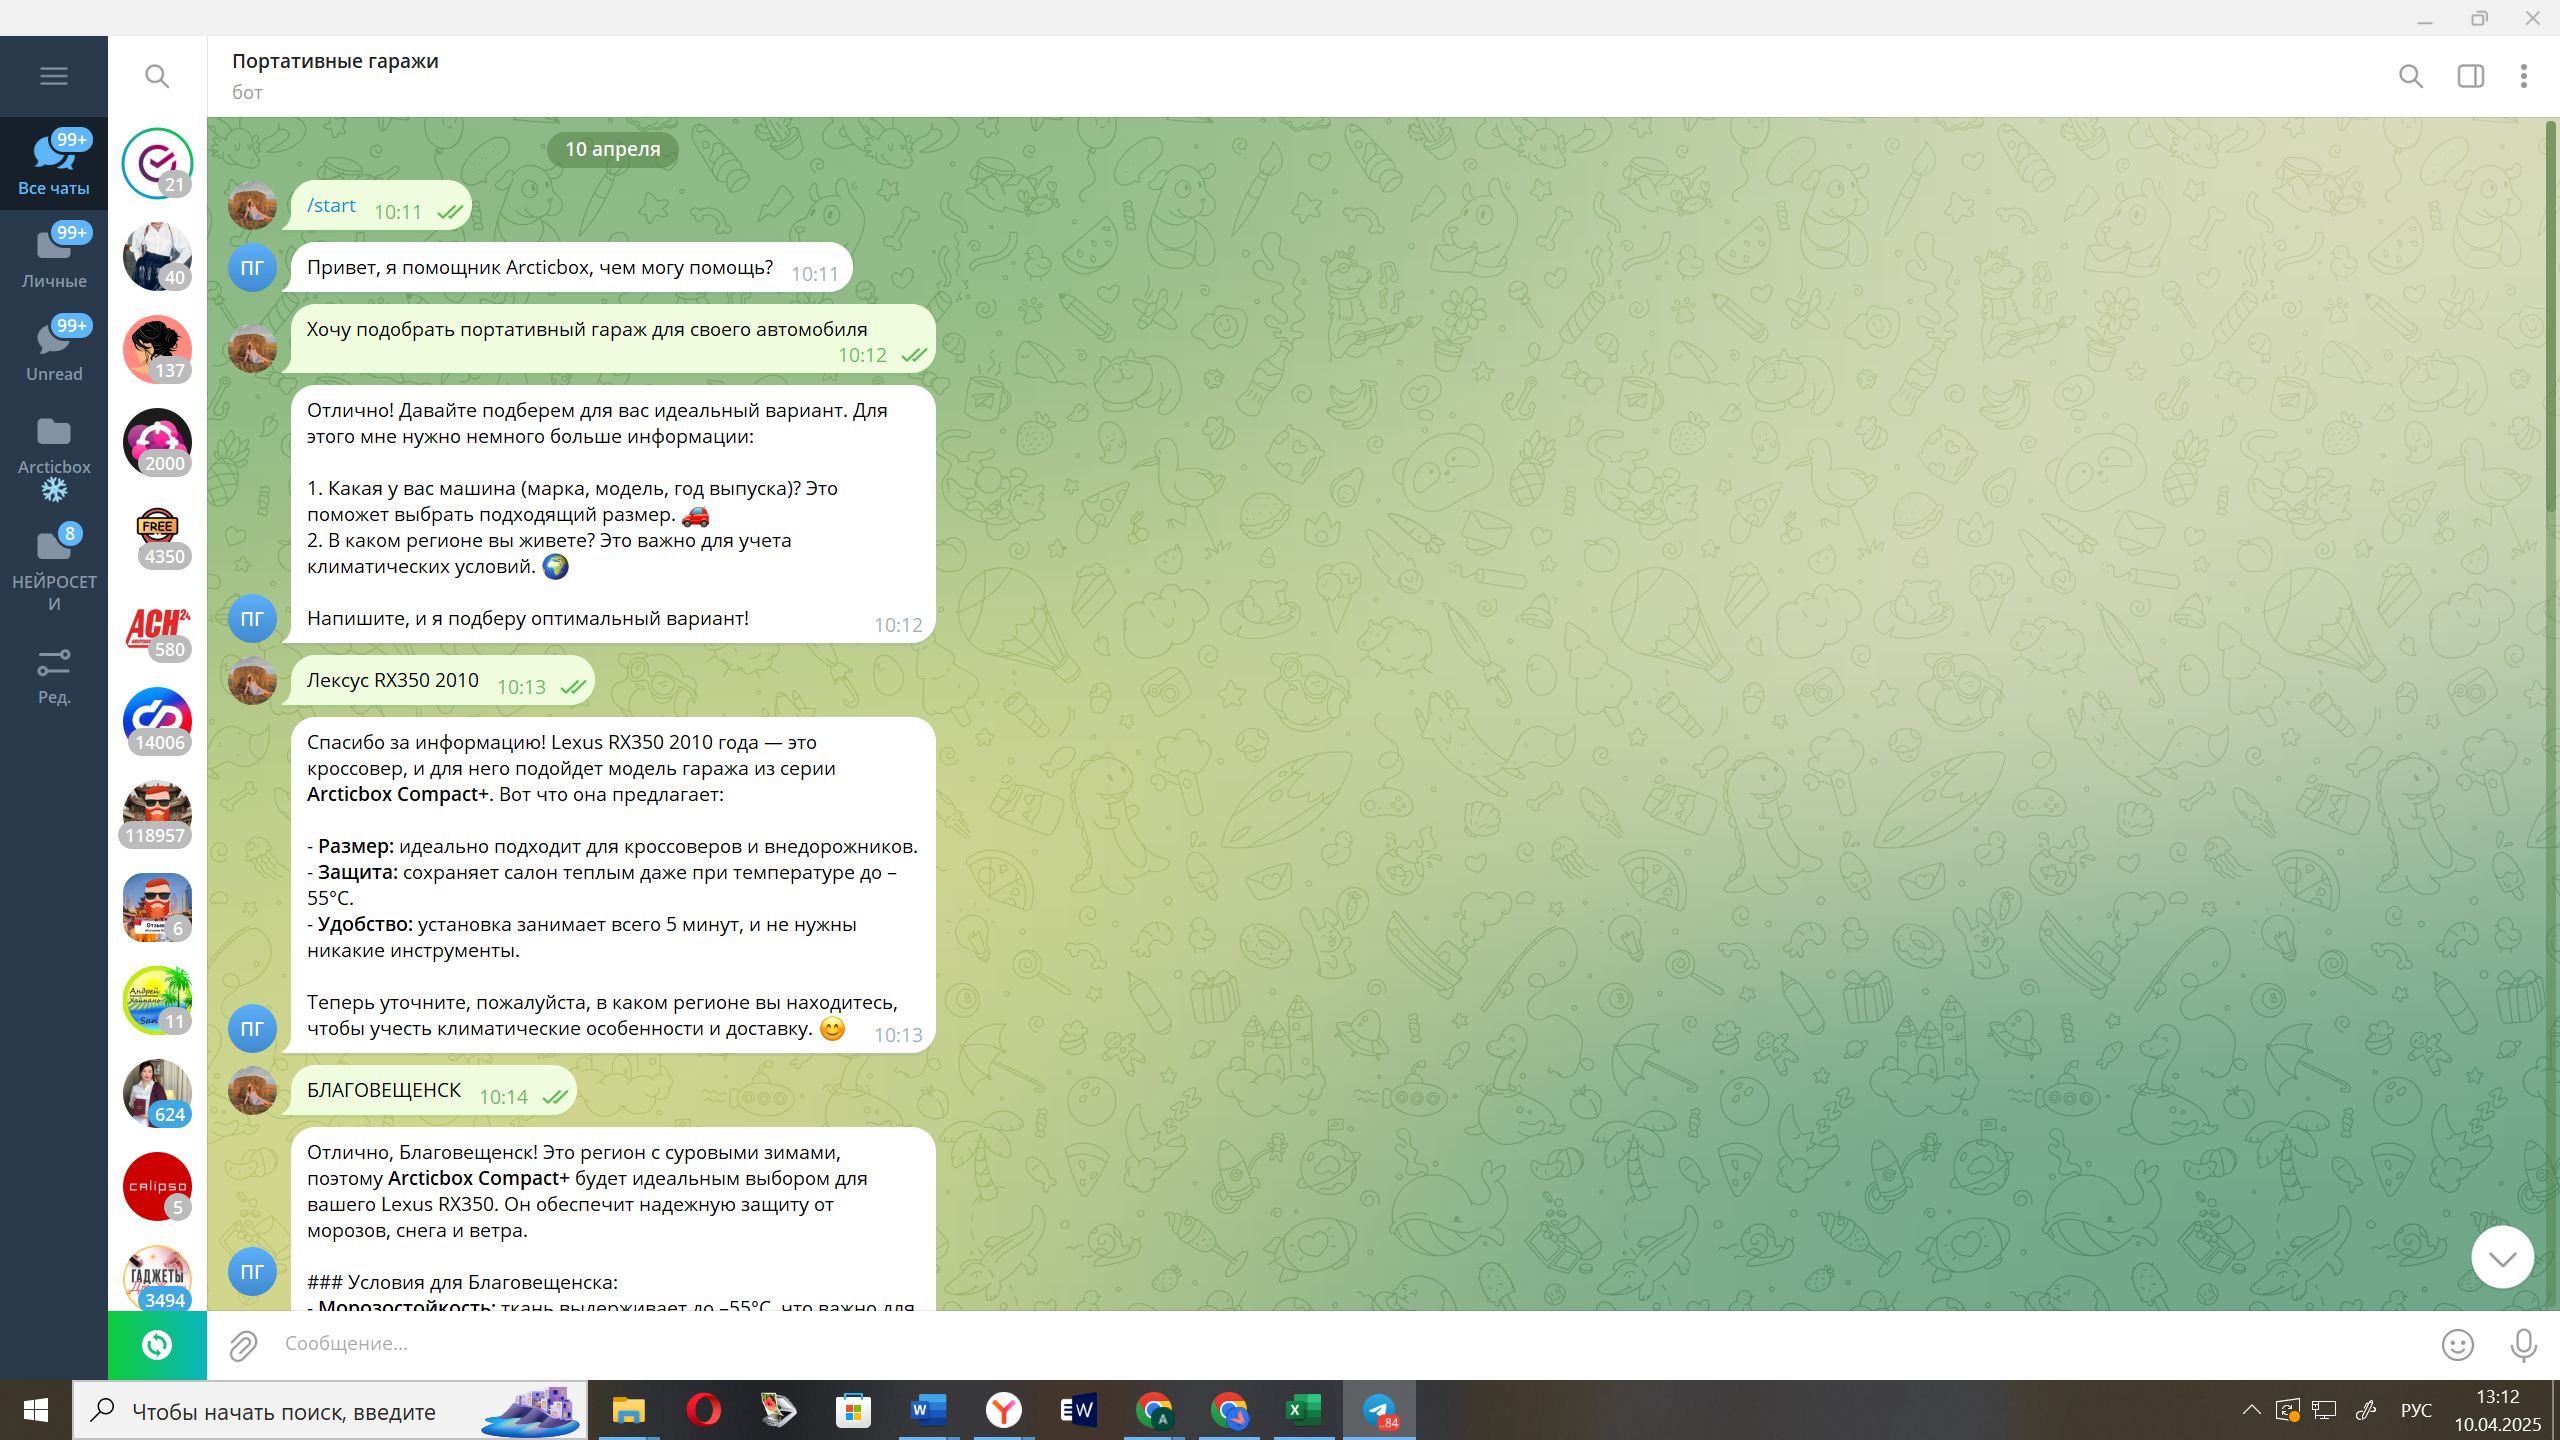 Портативные гаражи
бот
99+
Все чаты
99+
Личные
99+
Unread
Arcticbox
8
НЕЙРОСЕТ
И
Ред.
21
40
137
2000
FREE
4350
АСН 24
580
14006
118957
6
Андрей
11
624
calipso
5
ГАДЖЕТЫ
3494
10 апреля
/start 10:11
ПГ
Привет, я помощник Arcticbox, чем могу помощь? 10:11
Хочу подобрать портативный гараж для своего автомобиля
10:12
Отлично! Давайте подберем для вас идеальный вариант. Для
этого мне нужно немного больше информации:
1. Какая у вас машина (марка, модель, год выпуска)? Это
поможет выбрать подходящий размер. 🚗
2. В каком регионе вы живете? Это важно для учета
климатических условий. 🌍
Напишите, и я подберу оптимальный вариант!
ПГ
10:12
Лексус RX350 2010 10:13
Спасибо за информацию! Lexus RX350 2010 года — это
кроссовер, и для него подойдет модель гаража из серии
Arcticbox Compact+. Вот что она предлагает:
- Размер: идеально подходит для кроссоверов и внедорожников.
- Защита: сохраняет салон теплым даже при температуре до –
55°C.
- Удобство: установка занимает всего 5 минут, и не нужны
никакие инструменты.
Теперь уточните, пожалуйста, в каком регионе вы находитесь,
чтобы учесть климатические особенности и доставку. 😊
ПГ
10:13
БЛАГОВЕЩЕНСК 10:14
Отлично, Благовещенск! Это регион с суровыми зимами,
поэтому Arcticbox Compact+ будет идеальным выбором для
вашего Lexus RX350. Он обеспечит надежную защиту от
морозов, снега и ветра.
ПГ
### Условия для Благовещенска:
- Морозостойкость: ткань выдерживает до –55°C, что важно для
Сообщение...
Чтобы начать поиск, введите
..84
РУС
13:12
10.04.2025